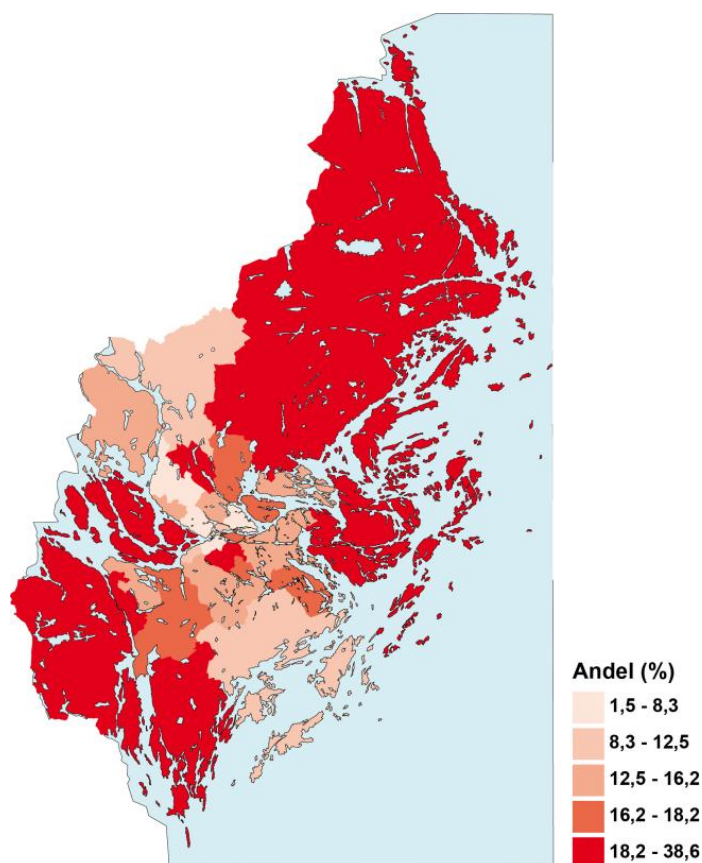 Andel (%)
1,5 - 8,3
8,3 - 12,5
12,5 - 16,2
16,2 - 18,2
18,2 - 38,6